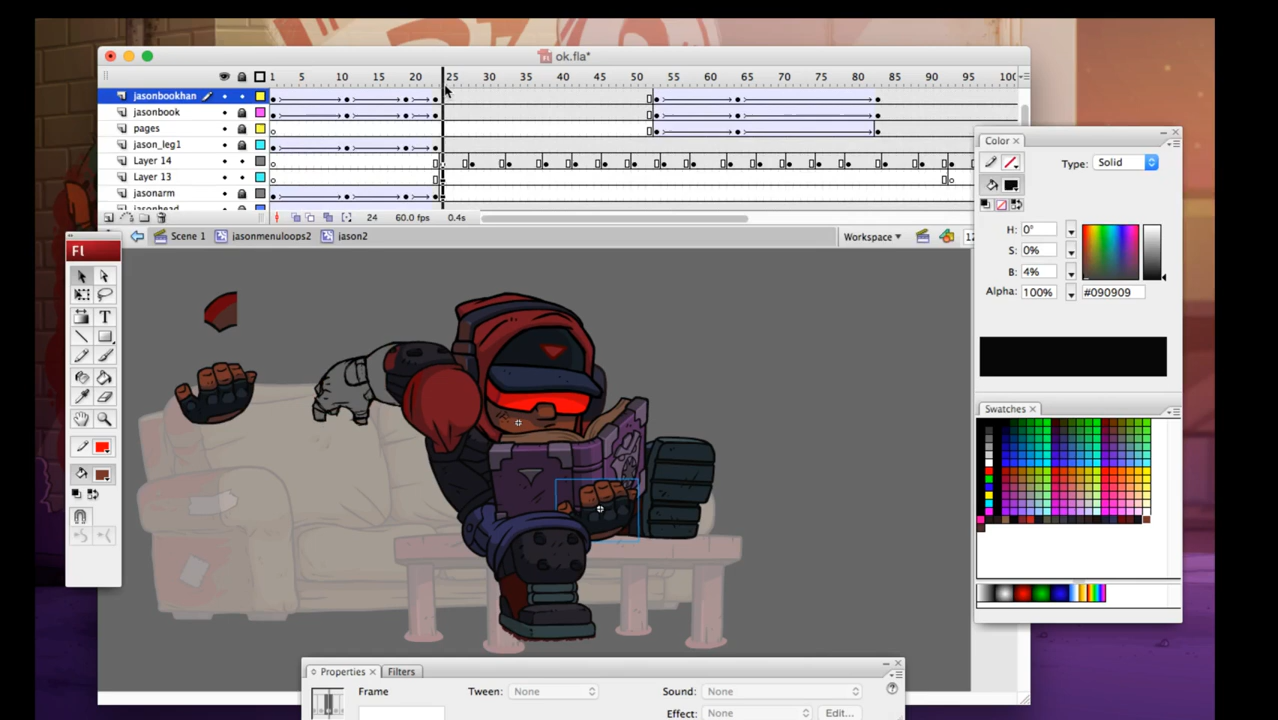 ok.fla*
1 5 10 15 20 25 30 35 40 45 50 55 60 65 70 75 80 85 90 95 100
jasonbookhan
jasonbook
pages
jason_leg1
Layer 14
Layer 13
jasonarm
jasonhead
24 60.0 fps 0.4s
Scene 1 jasonmenuloops2 jason2 Workspace 12
Fl
T
Color
Type: Solid
H: 0°
S: 0%
B: 4%
Alpha: 100% #090909
Swatches
Properties Filters
Frame Tween: None Sound: None
Effect: None Edit...